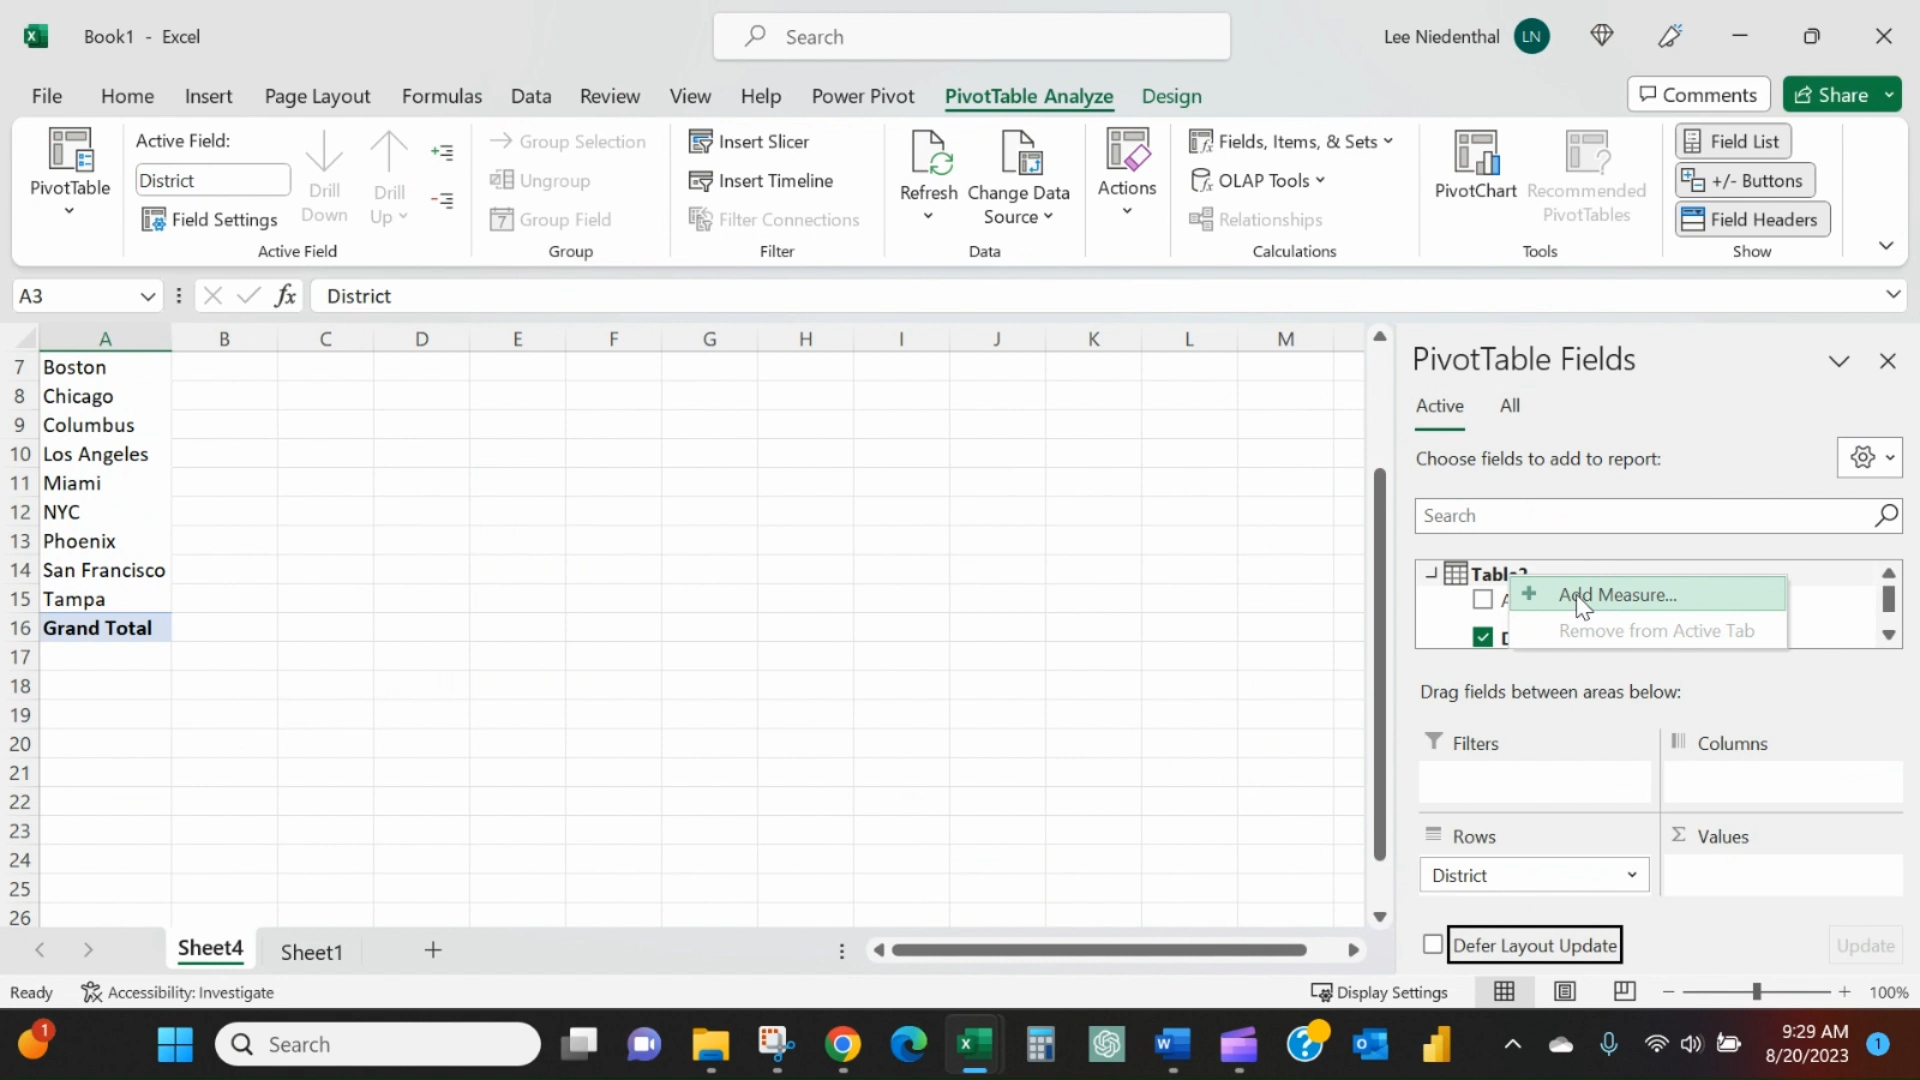 Book1 - Excel
Search
Lee Niedenthal
LN
File Home Insert Page Layout Formulas Data Review View Help Power Pivot PivotTable Analyze Design
Comments
Share
PivotTable
Active Field:
District
Field Settings
Drill Down
Drill Up
Active Field
Group Selection
Ungroup
Group Field
Group
Insert Slicer
Insert Timeline
Filter Connections
Filter
Refresh
Change Data Source
Data
Actions
Fields, Items, & Sets
OLAP Tools
Relationships
Calculations
PivotChart
Recommended PivotTables
Tools
Field List
+/- Buttons
Field Headers
Show
A3
fx
District
A B C D E F G H I J K L M
7 Boston
8 Chicago
9 Columbus
10 Los Angeles
11 Miami
12 NYC
13 Phoenix
14 San Francisco
15 Tampa
16 Grand Total
17
18
19
20
21
22
23
24
25
26
PivotTable Fields
Active All
Choose fields to add to report:
Search
Add Measure...
Remove from Active Tab
Drag fields between areas below:
Filters
Columns
Rows
Σ Values
District
Defer Layout Update
Update
Sheet4 Sheet1
Ready
Accessibility: Investigate
Display Settings
100%
1
Search
9:29 AM
8/20/2023
1